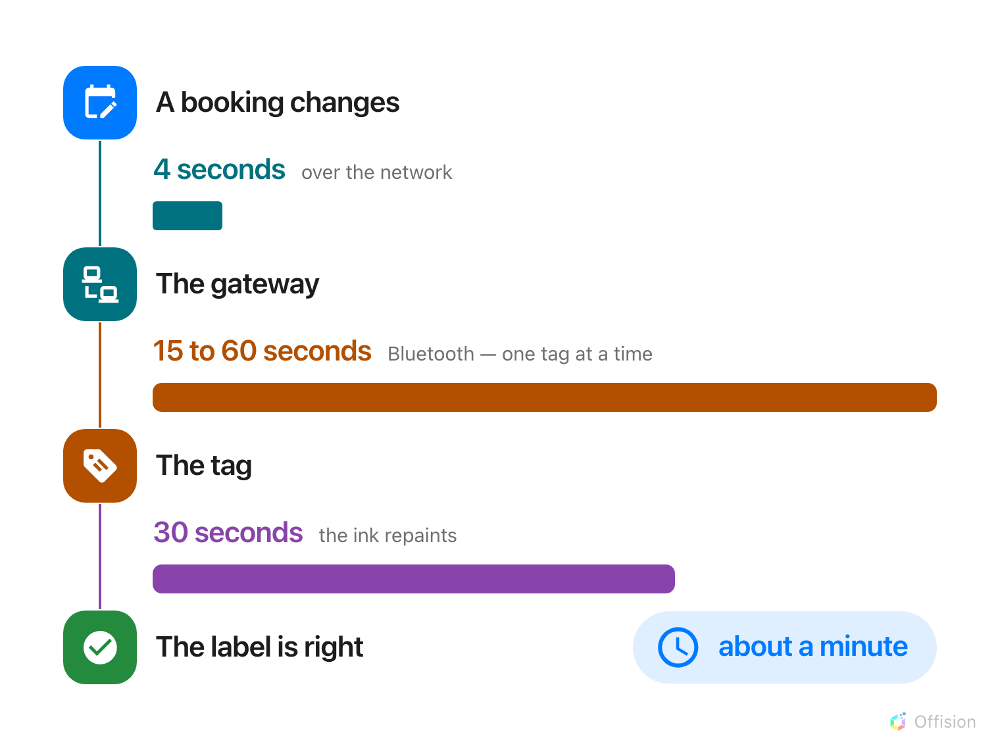 A booking changes
4 seconds over the network
The gateway
15 to 60 seconds Bluetooth — one tag at a time
The tag
30 seconds the ink repaints
The label is right
about a minute
Offision